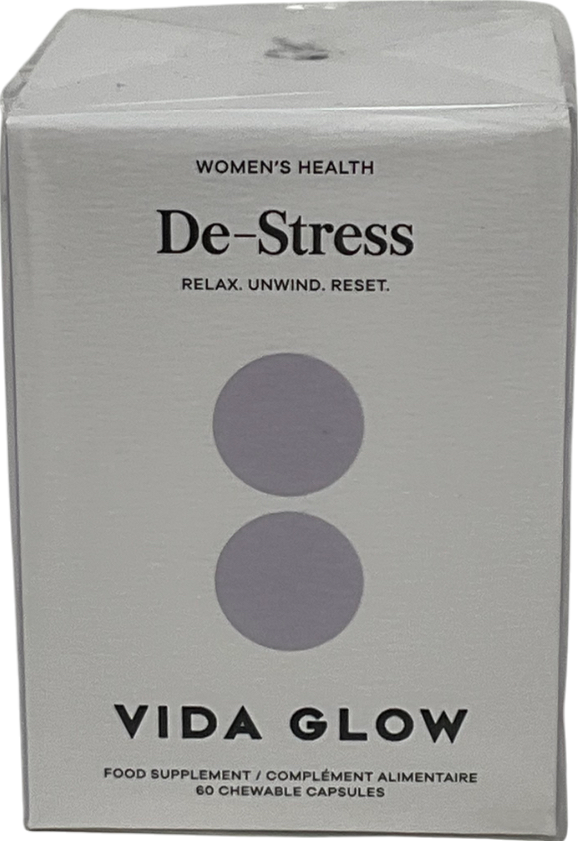 WOMEN'S HEALTH
De-Stress
RELAX. UNWIND. RESET.
VIDA GLOW
FOOD SUPPLEMENT / COMPLÉMENT ALIMENTAIRE
60 CHEWABLE CAPSULES